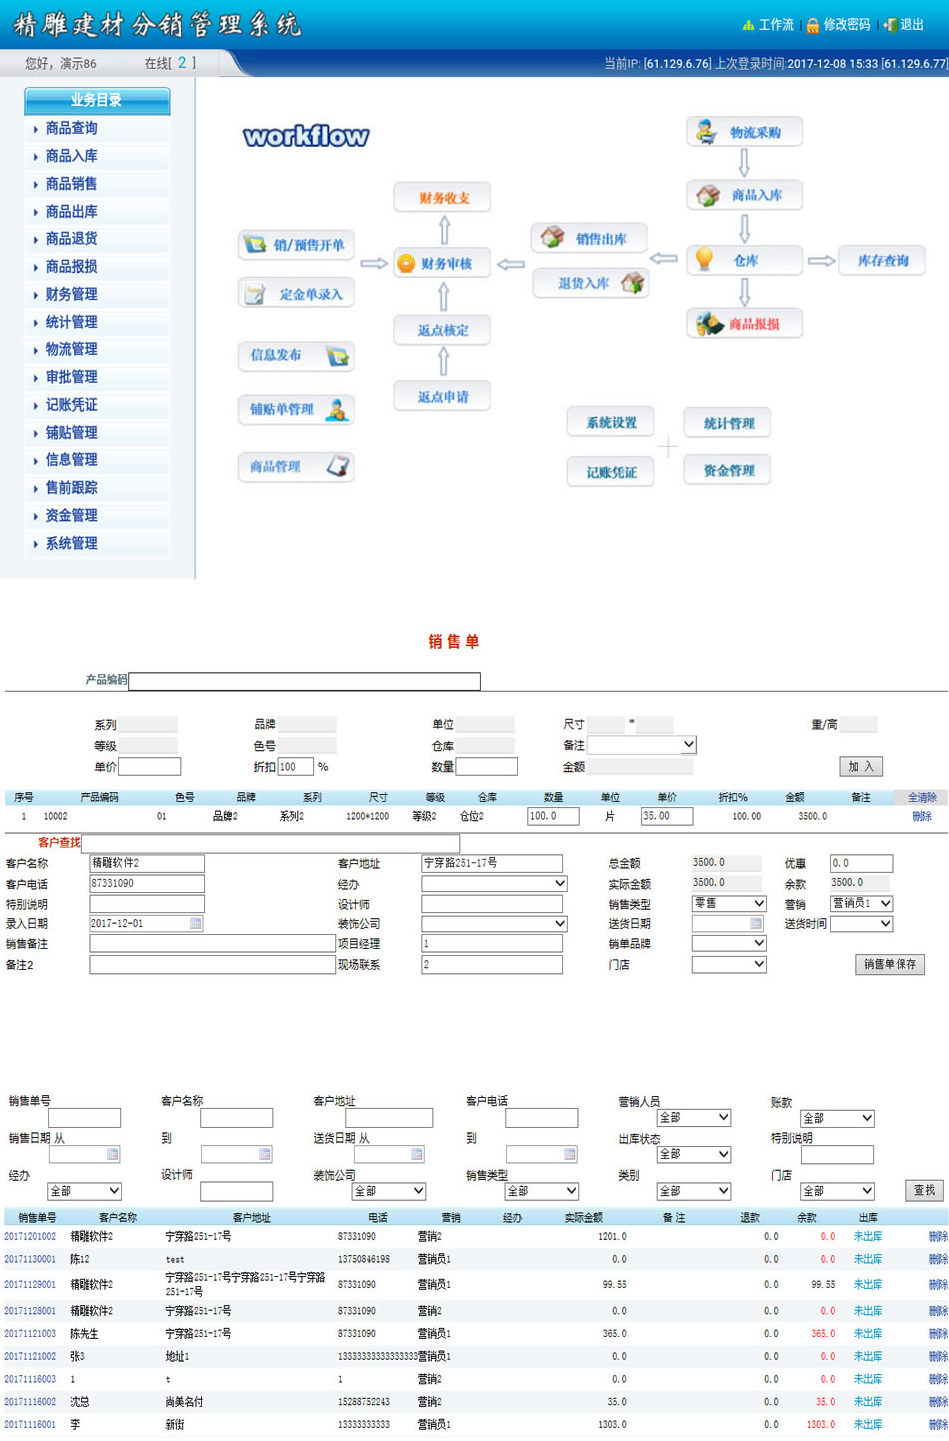 精雕建材分销管理系统
工作流 | 修改密码 | 退出
您好，演示86 在线[ 2 ] 当前IP: [61.129.6.76] 上次登录时间:2017-12-08 15:33 [61.129.6.77]
业务目录
商品查询
商品入库
商品销售
商品出库
商品退货
商品报损
财务管理
统计管理
物流管理
审批管理
记账凭证
铺贴管理
信息管理
售前跟踪
资金管理
系统管理
workflow
物流采购
财务收支
商品入库
销/预售开单
财务审核
销售出库
仓库
库存查询
退货入库
定金单录入
返点核定
商品报损
信息发布
返点申请
铺贴单管理
系统设置
统计管理
商品管理
记账凭证
资金管理
销 售 单
产品编码
系列 品牌 单位 尺寸 * 重/高
等级 色号 仓库 备注
单价 折扣 100 % 数量 金额 加 入
序号 产品编码 色号 品牌 系列 尺寸 等级 仓库 数量 单位 单价 折扣% 金额 备注 全清除
1 10002 01 品牌2 系列2 1200*1200 等级2 仓位2 100.0 片 35.00 100.00 3500.0 删除
客户查找
客户名称 精雕软件2 客户地址 宁穿路251-17号 总金额 3500.0 优惠 0.0
客户电话 87331090 经办 实际金额 3500.0 余款 3500.0
特别说明 设计师 销售类型 零售 营销 营销员1
录入日期 2017-12-01 装饰公司 送货日期 送货时间
销售备注 项目经理 1 销单品牌
备注2 现场联系 2 门店 销售单保存
销售单号 客户名称 客户地址 客户电话 营销人员 全部 账款 全部
销售日期 从 到 送货日期 从 到 出库状态 全部 特别说明
经办 全部 设计师 装饰公司 全部 销售类型 全部 类别 全部 门店 全部 查找
销售单号 客户名称 客户地址 电话 营销 经办 实际金额 备 注 退款 余款 出库
20171201002 精雕软件2 宁穿路251-17号 87331090 营销2 1201.0 0.0 0.0 未出库 删除
20171130001 陈12 test 13750846198 营销员1 0.0 0.0 未出库 删除
20171129001 精雕软件2 宁穿路251-17号宁穿路251-17号宁穿路251-17号 87331090 营销员1 99.55 0.0 99.55 未出库 删除
20171128001 精雕软件2 宁穿路251-17号 87331090 营销2 0.0 0.0 0.0 未出库 删除
20171121003 陈先生 宁穿路251-17号 87331090 营销员1 365.0 0.0 365.0 未出库 删除
20171121002 张3 地址1 13333333333333333营销员1 0.0 0.0 0.0 未出库 删除
20171116003 1 t 1 营销2 0.0 0.0 0.0 未出库 删除
20171116002 沈总 尚美名付 15288752243 营销2 35.0 0.0 35.0 未出库 删除
20171116001 李 新街 13333333333 营销员1 1303.0 0.0 1303.0 未出库 删除